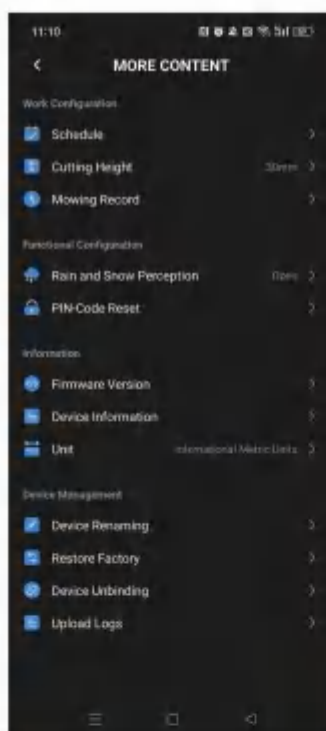 11:10
MORE CONTENT
Work Configuration
Schedule
Cutting Height
Mowing Record
Functional Configuration
Rain and Snow Perception Open
PIN-Code Reset
Information
Firmware Version
Device Information
Unit International Metric Units
Device Management
Device Renaming
Restore Factory
Device Unbinding
Upload Logs